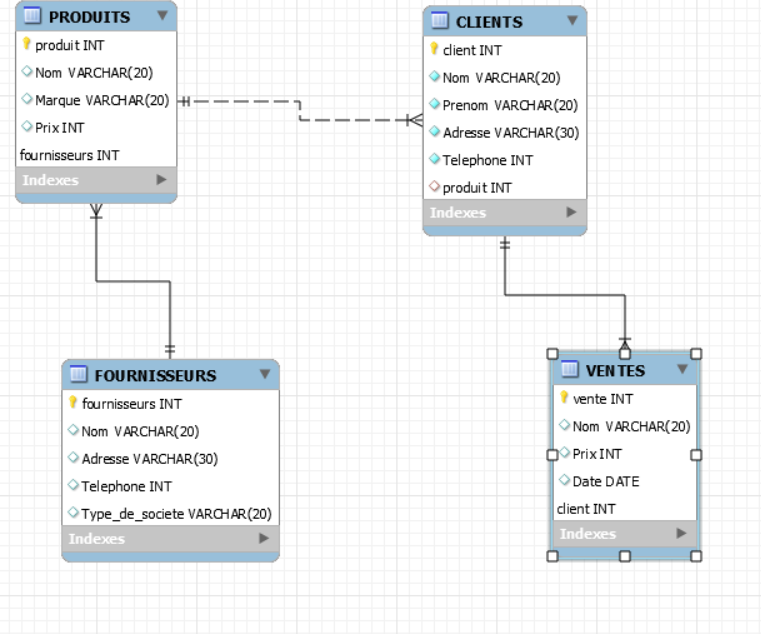 PRODUITS
produit INT
Nom VARCHAR(20)
Marque VARCHAR(20)
Prix INT
fournisseurs INT
Indexes
CLIENTS
client INT
Nom VARCHAR(20)
Prenom VARCHAR(20)
Adresse VARCHAR(30)
Telephone INT
produit INT
Indexes
FOURNISSEURS
fournisseurs INT
Nom VARCHAR(20)
Adresse VARCHAR(30)
Telephone INT
Type_de_societe VARCHAR(20)
Indexes
VENTES
vente INT
Nom VARCHAR(20)
Prix INT
Date DATE
client INT
Indexes